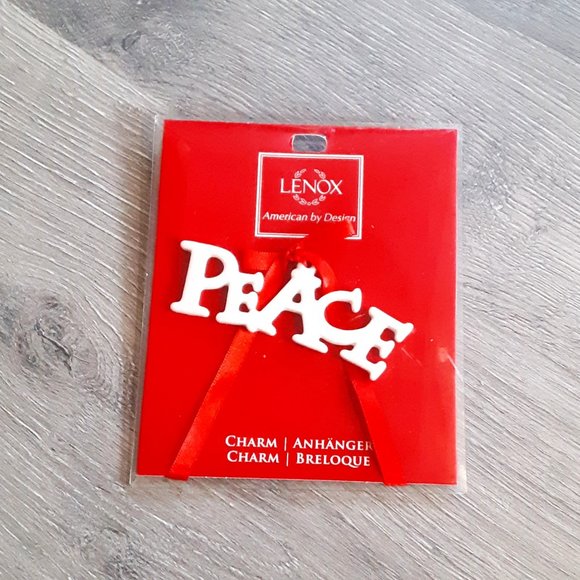 LENOX
American by Design
PEACE
CHARM | ANHÄNGER
CHARM | BRELOQUE